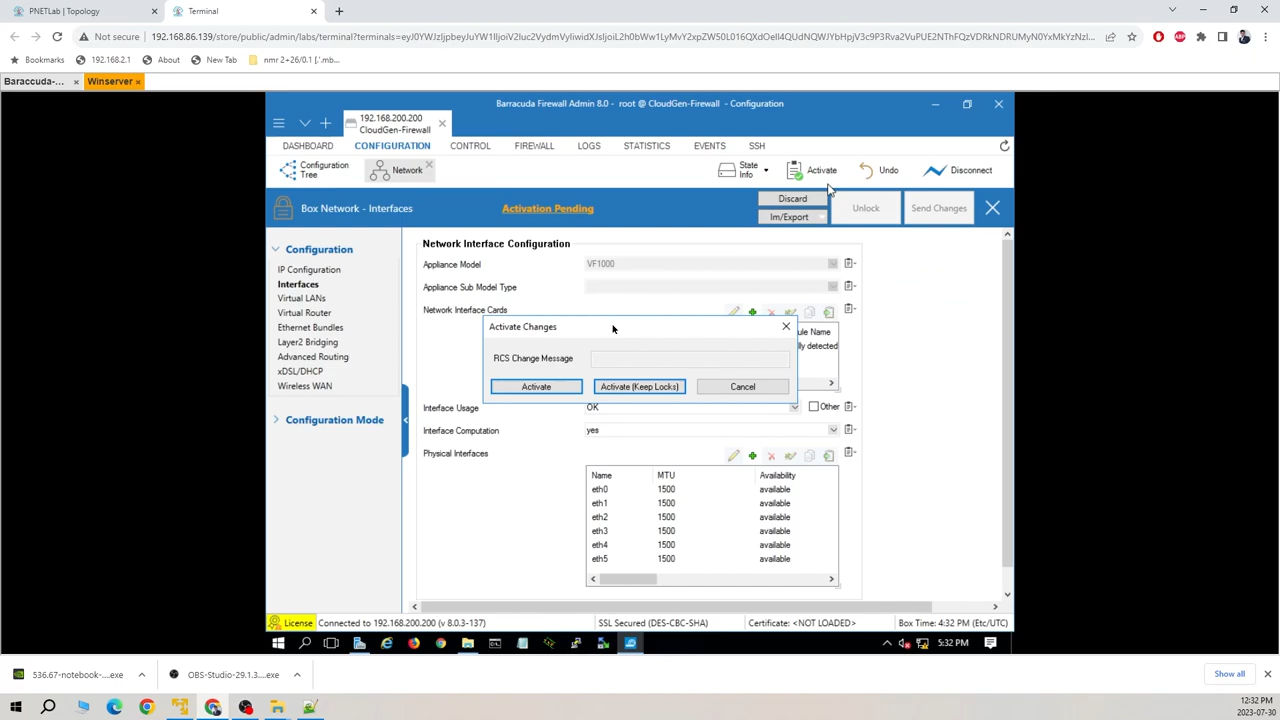 PNETLab | Topology
Terminal
Not secure
192.168.86.139/store/public/admin/labs/terminal?terminals=
Bookmarks
192.168.2.1
About
New Tab
nmr 2+26/0.1 [.'.mb...
Baraccuda-...
Winserver
Barracuda Firewall Admin 8.0 - root @ CloudGen-Firewall - Configuration
192.168.200.200
CloudGen-Firewall
DASHBOARD
CONFIGURATION
CONTROL
FIREWALL
LOGS
STATISTICS
EVENTS
SSH
Configuration
Tree
Network
State
Info
Activate
Undo
Disconnect
Box Network - Interfaces
Activation Pending
Discard
Im/Export
Unlock
Send Changes
Configuration
IP Configuration
Interfaces
Virtual LANs
Virtual Router
Ethernet Bundles
Layer2 Bridging
Advanced Routing
xDSL/DHCP
Wireless WAN
Configuration Mode
Network Interface Configuration
Appliance Model
VF1000
Appliance Sub Model Type
Network Interface Cards
ule Name
lly detected
Activate Changes
RCS Change Message
Activate
Activate (Keep Locks)
Cancel
Interface Usage
OK
Other
Interface Computation
yes
Physical Interfaces
Name MTU Availability
eth0 1500 available
eth1 1500 available
eth2 1500 available
eth3 1500 available
eth4 1500 available
eth5 1500 available
License
Connected to 192.168.200.200 (v 8.0.3-137)
SSL Secured (DES-CBC-SHA)
Certificate: <NOT LOADED>
Box Time: 4:32 PM (Etc/UTC)
5:32 PM
536.67-notebook-....exe
OBS-Studio-29.1.3....exe
Show all
12:32 PM
2023-07-30